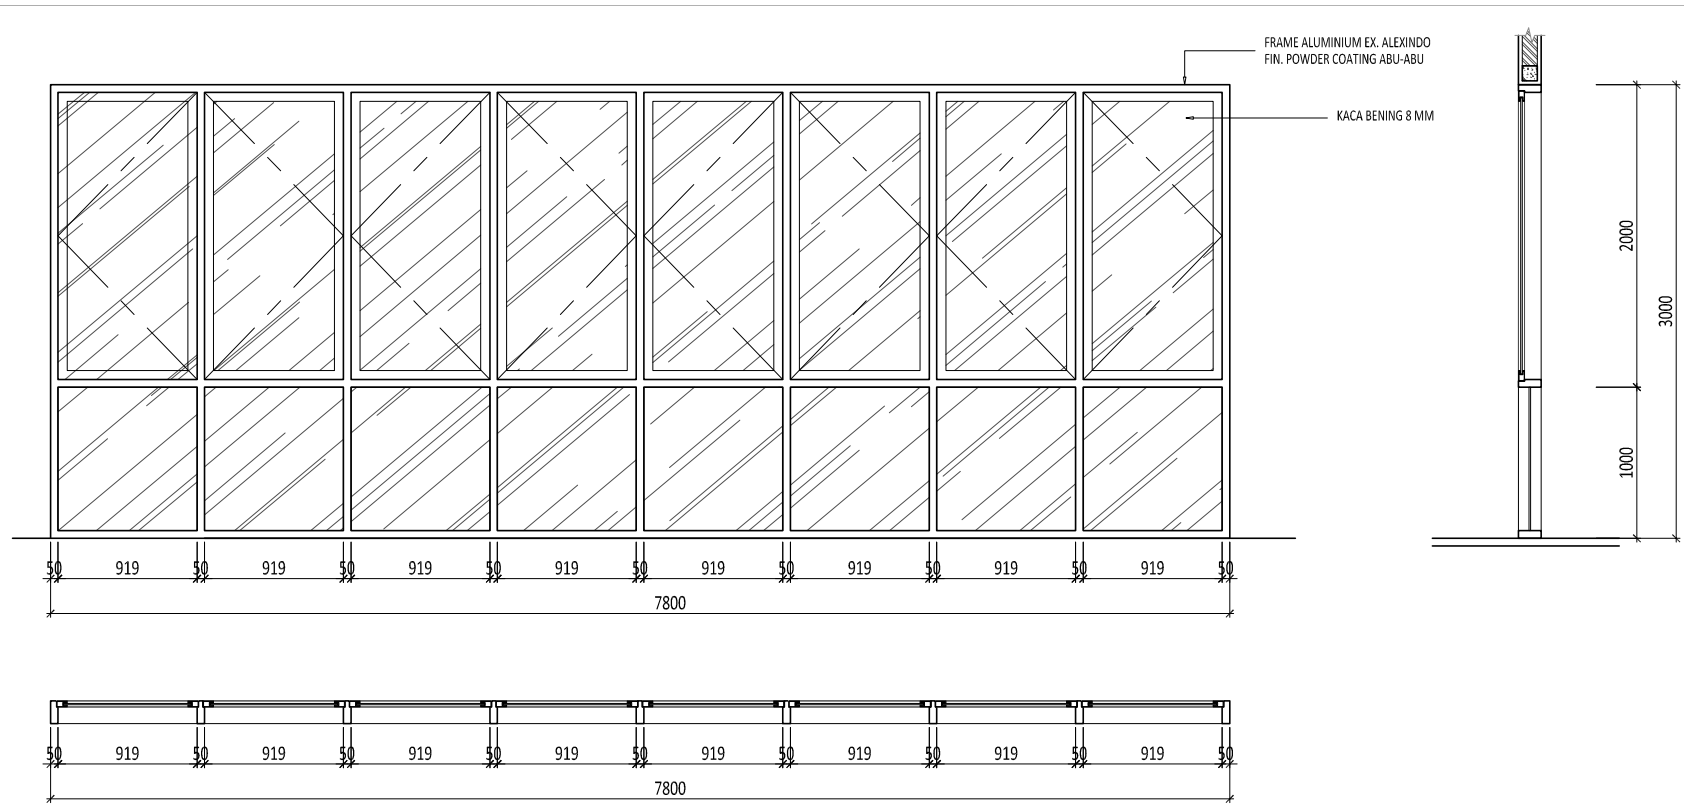 FRAME ALUMINIUM EX. ALEXINDO
FIN. POWDER COATING ABU-ABU
KACA BENING 8 MM
2000
3000
1000
50 919 50 919 50 919 50 919 50 919 50 919 50 919 50 919 50
7800
50 919 50 919 50 919 50 919 50 919 50 919 50 919 50 919 50
7800